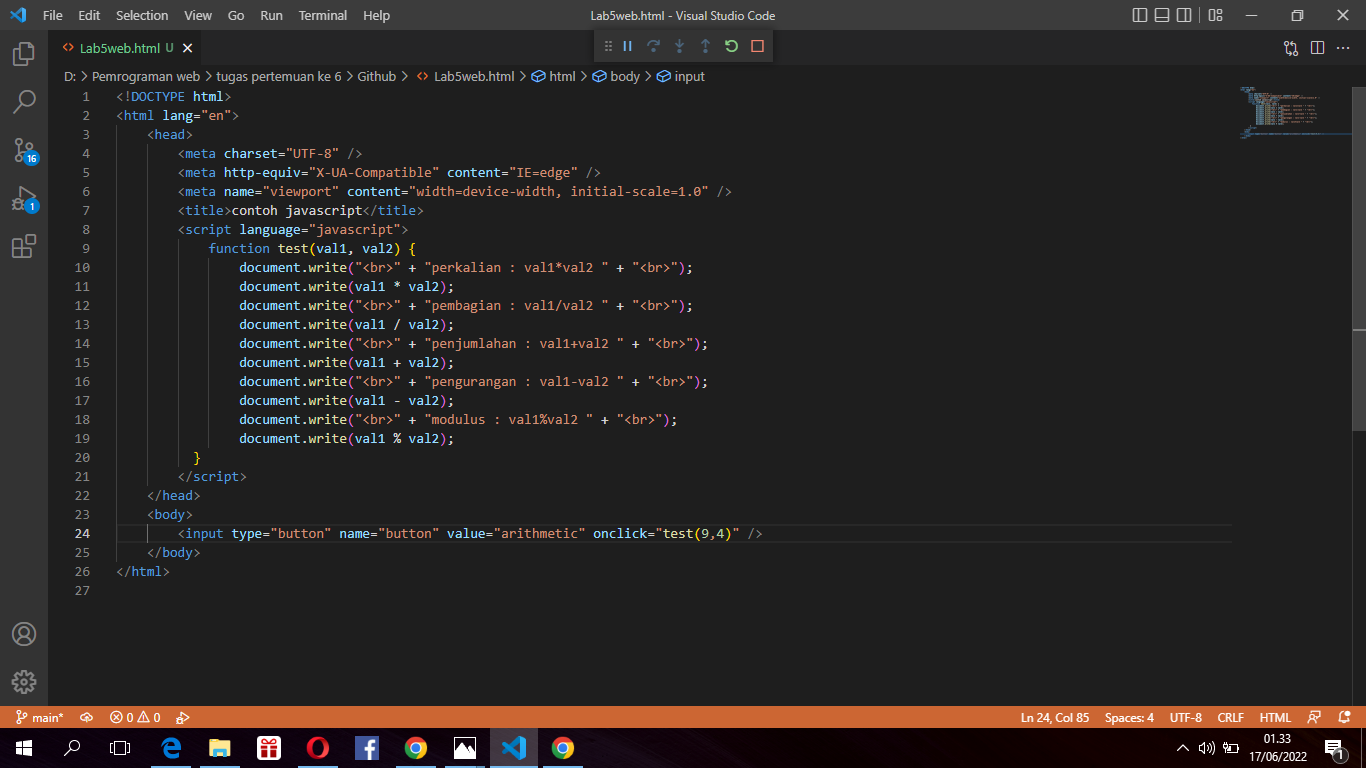 File Edit Selection View Go Run Terminal Help Lab5web.html - Visual Studio Code
Lab5web.html U
D: > Pemrograman web > tugas pertemuan ke 6 > Github > Lab5web.html > html > body > input
1 <!DOCTYPE html>
2 <html lang="en">
3 <head>
4 <meta charset="UTF-8" />
5 <meta http-equiv="X-UA-Compatible" content="IE=edge" />
6 <meta name="viewport" content="width=device-width, initial-scale=1.0" />
7 <title>contoh javascript</title>
8 <script language="javascript">
9 function test(val1, val2) {
10 document.write("<br>" + "perkalian : val1*val2 " + "<br>");
11 document.write(val1 * val2);
12 document.write("<br>" + "pembagian : val1/val2 " + "<br>");
13 document.write(val1 / val2);
14 document.write("<br>" + "penjumlahan : val1+val2 " + "<br>");
15 document.write(val1 + val2);
16 document.write("<br>" + "pengurangan : val1-val2 " + "<br>");
17 document.write(val1 - val2);
18 document.write("<br>" + "modulus : val1%val2 " + "<br>");
19 document.write(val1 % val2);
20 }
21 </script>
22 </head>
23 <body>
24 <input type="button" name="button" value="arithmetic" onclick="test(9,4)" />
25 </body>
26 </html>
27
16
1
main* 0 0 Ln 24, Col 85 Spaces: 4 UTF-8 CRLF HTML
01.33
17/06/2022
1